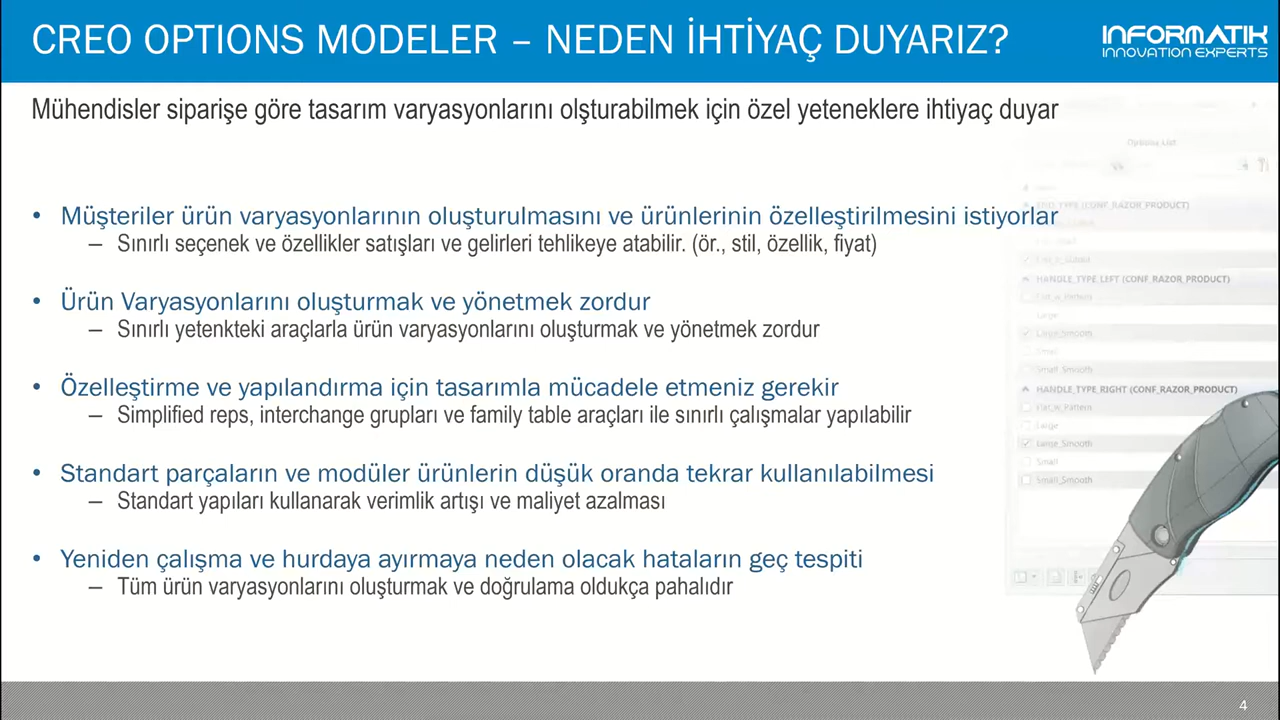 CREO OPTIONS MODELER – NEDEN İHTİYAÇ DUYARIZ?
INFORMATIK
INNOVATION EXPERTS
Mühendisler siparişe göre tasarım varyasyonlarını olşturabilmek için özel yeteneklere ihtiyaç duyar
• Müşteriler ürün varyasyonlarının oluşturulmasını ve ürünlerinin özelleştirilmesini istiyorlar
– Sınırlı seçenek ve özellikler satışları ve gelirleri tehlikeye atabilir. (ör., stil, özellik, fiyat)
• Ürün Varyasyonlarını oluşturmak ve yönetmek zordur
– Sınırlı yetenkteki araçlarla ürün varyasyonlarını oluşturmak ve yönetmek zordur
• Özelleştirme ve yapılandırma için tasarımla mücadele etmeniz gerekir
– Simplified reps, interchange grupları ve family table araçları ile sınırlı çalışmalar yapılabilir
• Standart parçaların ve modüler ürünlerin düşük oranda tekrar kullanılabilmesi
– Standart yapıları kullanarak verimlik artışı ve maliyet azalması
• Yeniden çalışma ve hurdaya ayırmaya neden olacak hataların geç tespiti
– Tüm ürün varyasyonlarını oluşturmak ve doğrulama oldukça pahalıdır
Options List
(CONF_RAZOR_PRODUCT)
HANDLE_TYPE_LEFT (CONF_RAZOR_PRODUCT)
Large
Large_Smooth
Small
Small_Smooth
HANDLE_TYPE_RIGHT (CONF_RAZOR_PRODUCT)
Large
Large_Smooth
Small
Small_Smooth
4